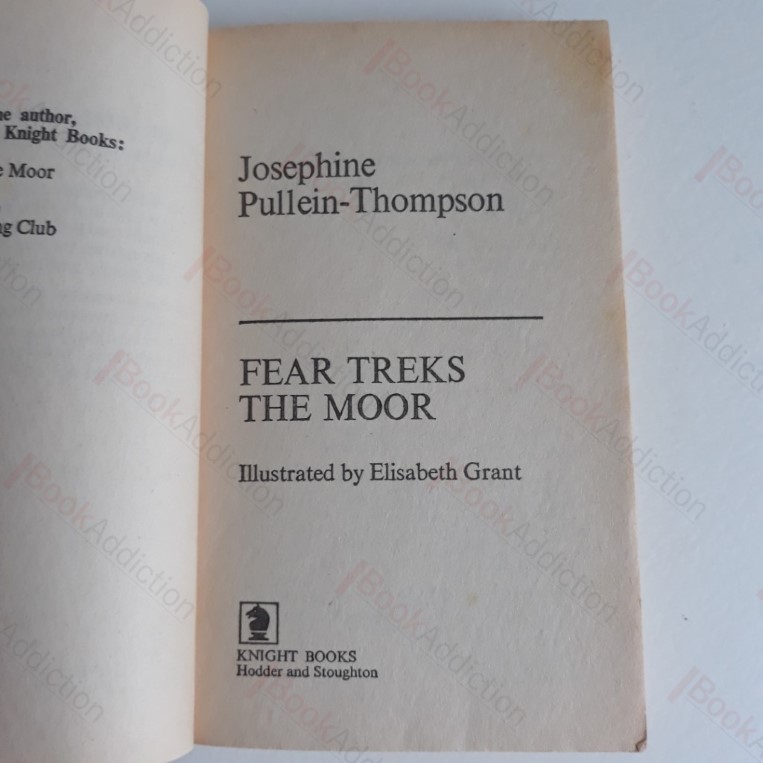 e author,
Knight Books:
Moor
g Club
Josephine
Pullein-Thompson
FEAR TREKS
THE MOOR
Illustrated by Elisabeth Grant
KNIGHT BOOKS
Hodder and Stoughton
BookAddiction